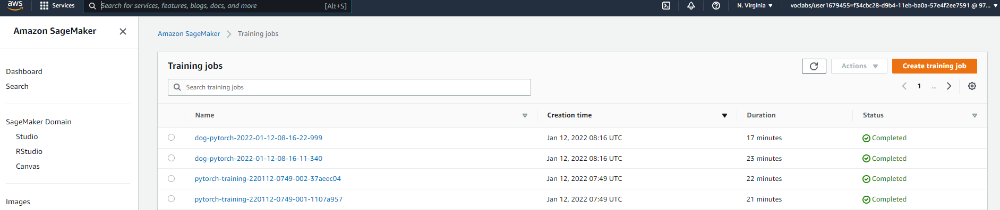 aws
Services
Search for services, features, blogs, docs, and more
[Alt+S]
N. Virginia
voclabs/user1679455=f34cbc28-d9b4-11eb-ba0a-57e4f2ee7591 @ 97...
Amazon SageMaker
Dashboard
Search
SageMaker Domain
Studio
RStudio
Canvas
Images
Amazon SageMaker
Training jobs
Training jobs
Actions
Create training job
Search training jobs
1 ...
Name Creation time Duration Status
dog-pytorch-2022-01-12-08-16-22-999 Jan 12, 2022 08:16 UTC 17 minutes Completed
dog-pytorch-2022-01-12-08-16-11-340 Jan 12, 2022 08:16 UTC 23 minutes Completed
pytorch-training-220112-0749-002-37aeec04 Jan 12, 2022 07:49 UTC 22 minutes Completed
pytorch-training-220112-0749-001-1107a957 Jan 12, 2022 07:49 UTC 21 minutes Completed